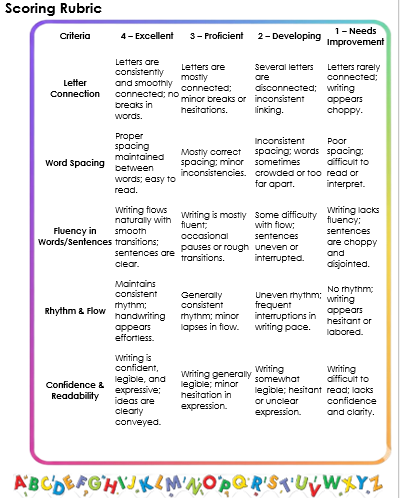 Scoring Rubric
Criteria
4 – Excellent
3 – Proficient
2 – Developing
1 – Needs
Improvement
Letter
Connection
Letters are
consistently
and smoothly
connected; no
breaks in
words.
Letters are
mostly
connected;
minor breaks or
hesitations.
Several letters
are
disconnected;
inconsistent
linking.
Letters rarely
connected;
writing
appears
choppy.
Word Spacing
Proper
spacing
maintained
between
words; easy to
read.
Mostly correct
spacing; minor
inconsistencies.
Inconsistent
spacing; words
sometimes
crowded or too
far apart.
Poor
spacing;
difficult to
read or
interpret.
Fluency in
Words/Sentences
Writing flows
naturally with
smooth
transitions;
sentences are
clear.
Writing is mostly
fluent;
occasional
pauses or rough
transitions.
Some difficulty
with flow;
sentences
uneven or
interrupted.
Writing lacks
fluency;
sentences
are choppy
and
disjointed.
Rhythm & Flow
Maintains
consistent
rhythm;
handwriting
appears
effortless.
Generally
consistent
rhythm; minor
lapses in flow.
Uneven rhythm;
frequent
interruptions in
writing pace.
No rhythm;
writing
appears
hesitant or
labored.
Confidence &
Readability
Writing is
confident,
legible, and
expressive;
ideas are
clearly
conveyed.
Writing generally
legible; minor
hesitation in
expression.
Writing
somewhat
legible; hesitant
or unclear
expression.
Writing
difficult to
read; lacks
confidence
and clarity.
A B C D E F G H I J K L M N O P Q R S T U V W X Y Z